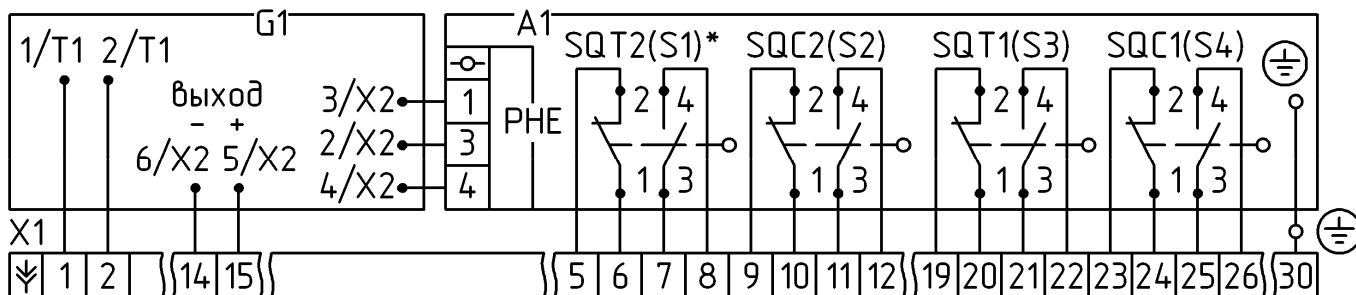 G1 A1
1/T1 2/T1 SQT2(S1)* SQC2(S2) SQT1(S3) SQC1(S4)
выход 3/X2 1 PHE 2 4 2 4 2 4 2 4
- +
6/X2 5/X2 2/X2 3
4/X2 4 1 3 1 3 1 3 1 3
X1
1 2 14 15 5 6 7 8 9 10 11 12 19 20 21 22 23 24 25 26 30